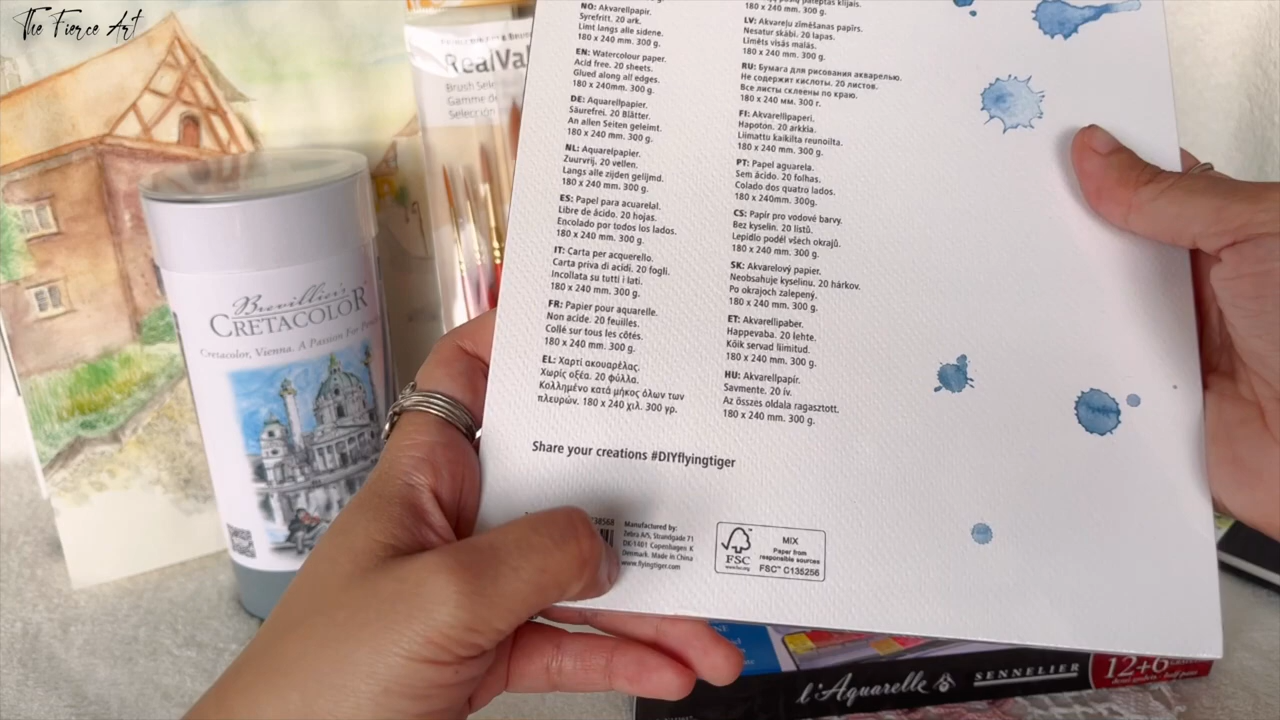 The Fierce Art
RealVal
Brush Sele
Gamme de
Selección
Brevillier's
CRETACOLOR
Cretacolor, Vienna. A Passion For
NO: Akvarellpapir.
Syrefritt. 20 ark.
Limt langs alle sidene.
180 x 240 mm. 300 g.
EN: Watercolour paper.
Acid free. 20 sheets.
Glued along all edges.
180 x 240mm. 300 g.
DE: Aquarellpapier.
Säurefrei. 20 Blätter.
An allen Seiten geleimt.
180 x 240 mm. 300 g.
NL: Aquarelpapier.
Zuurvrij. 20 vellen.
Langs alle zijden gelijmd.
180 x 240 mm. 300 g.
ES: Papel para acuarelal.
Libre de ácido. 20 hojas.
Encolado por todos los lados.
180 x 240 mm. 300 g.
IT: Carta per acquerello.
Carta priva di acidi. 20 fogli.
Incollata su tutti i lati.
180 x 240 mm. 300 g.
FR: Papier pour aquarelle.
Non acide. 20 feuilles.
Collé sur tous les côtés.
180 x 240 mm. 300 g.
EL: Χαρτί ακουαρέλας.
Χωρίς οξέα. 20 φύλλα.
Κολλημένο κατά μήκος όλων των
πλευρών. 180 x 240 χιλ. 300 γρ.
180 x 240 mm. 300 g.
LV: Akvareļu zīmēšanas papīrs.
Nesatur skābi. 20 lapas.
Līmēts visās malās.
180 x 240 mm. 300 g.
RU: Бумага для рисования акварелью.
Не содержит кислоты. 20 листов.
Все листы склеены по краю.
180 x 240 мм. 300 г.
FI: Akvarellipaperi.
Hapoton. 20 arkkia.
Liimattu kaikilta reunoilta.
180 x 240 mm. 300 g.
PT: Papel aguarela.
Sem ácido. 20 folhas.
Colado dos quatro lados.
180 x 240mm. 300g.
CS: Papír pro vodové barvy.
Bez kyselin. 20 listů.
Lepidlo podél všech okrajů.
180 x 240 mm. 300 g.
SK: Akvarelový papier.
Neobsahuje kyselinu. 20 hárkov.
Po okrajoch zalepený.
180 x 240 mm. 300 g.
ET: Akvarellipaber.
Happevaba. 20 lehte.
Kõik servad liimitud.
180 x 240 mm. 300 g.
HU: Akvarellpapír.
Savmente. 20 ív.
Az összes oldala ragasztott.
180 x 240 mm. 300 g.
Share your creations #DIYflyingtiger
738568
Manufactured by:
Zebra A/S, Strandgade 71
DK-1401 Copenhagen K
Denmark. Made in China
www.flyingtiger.com
FSC
www.fsc.org
MIX
Paper from
responsible sources
FSC™ C135256
l'Aquarelle
SENNELIER
12+6